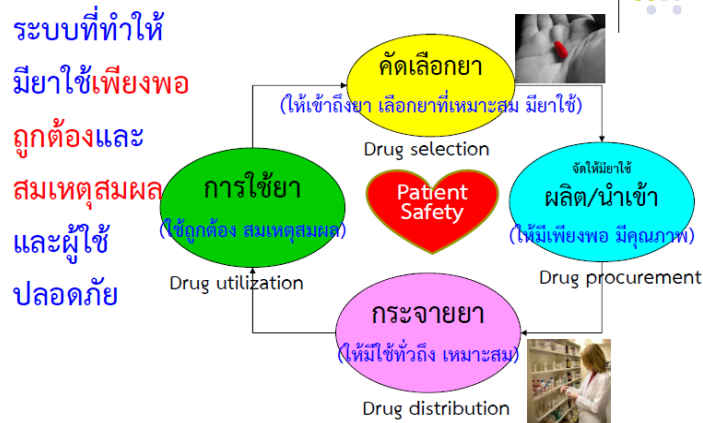 ระบบที่ทำให้
มียาใช้เพียงพอ
ถูกต้องและ
สมเหตุสมผล
และผู้ใช้
ปลอดภัย
คัดเลือกยา
(ให้เข้าถึงยา เลือกยาที่เหมาะสม มียาใช้)
Drug selection
จัดให้มียาใช้
ผลิต/นำเข้า
(ให้มีเพียงพอ มีคุณภาพ)
Drug procurement
กระจายยา
(ให้มีใช้ทั่วถึง เหมาะสม)
Drug distribution
การใช้ยา
(ใช้ถูกต้อง สมเหตุสมผล)
Drug utilization
Patient
Safety